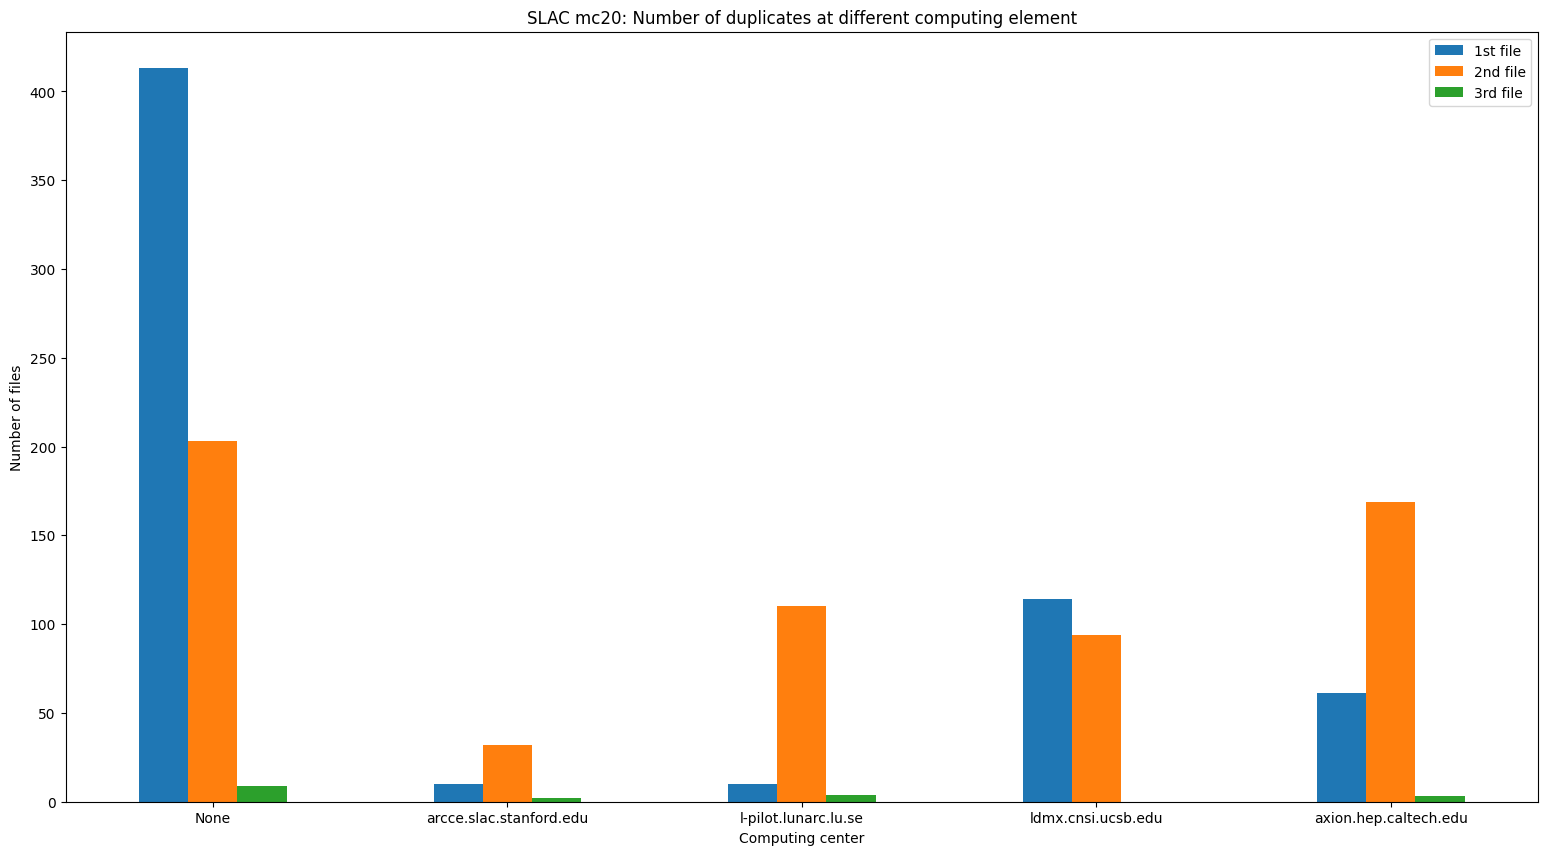 SLAC mc20: Number of duplicates at different computing element
1st file
2nd file
3rd file
400
350
300
250
200
150
100
50
0
Number of files
None
arcce.slac.stanford.edu
l-pilot.lunarc.lu.se
ldmx.cnsi.ucsb.edu
axion.hep.caltech.edu
Computing center